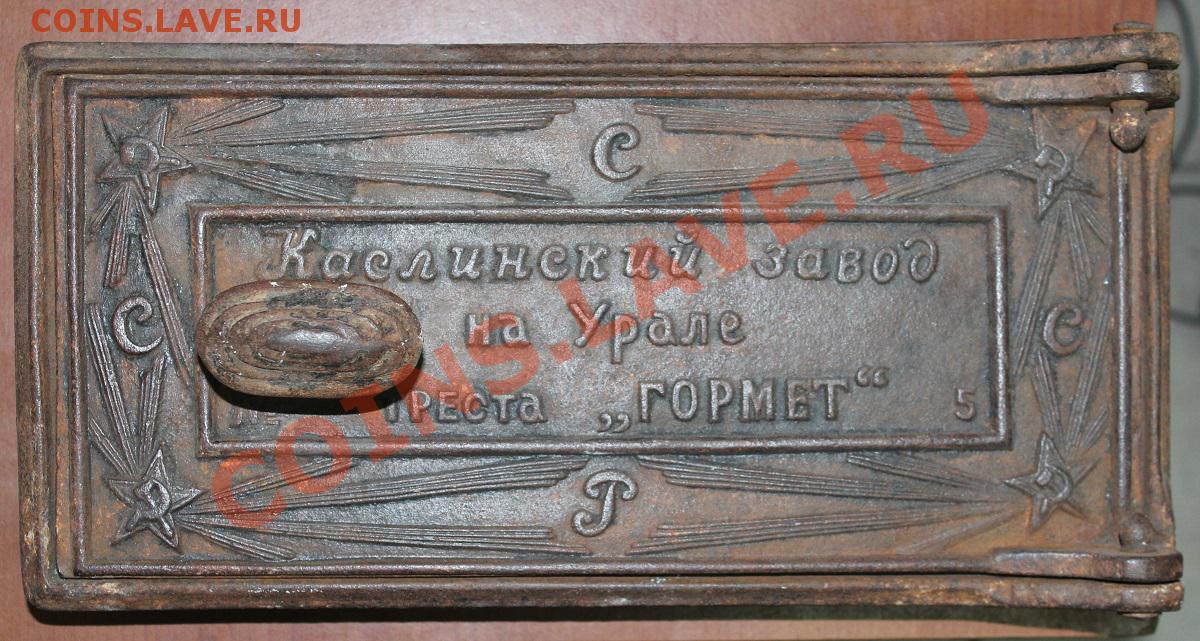 COINS.LAVE.RU
С
Каслинский завод
С на Урале С
треста „ГОРМЕТ“ 5
Р
COINS.LAVE.RU